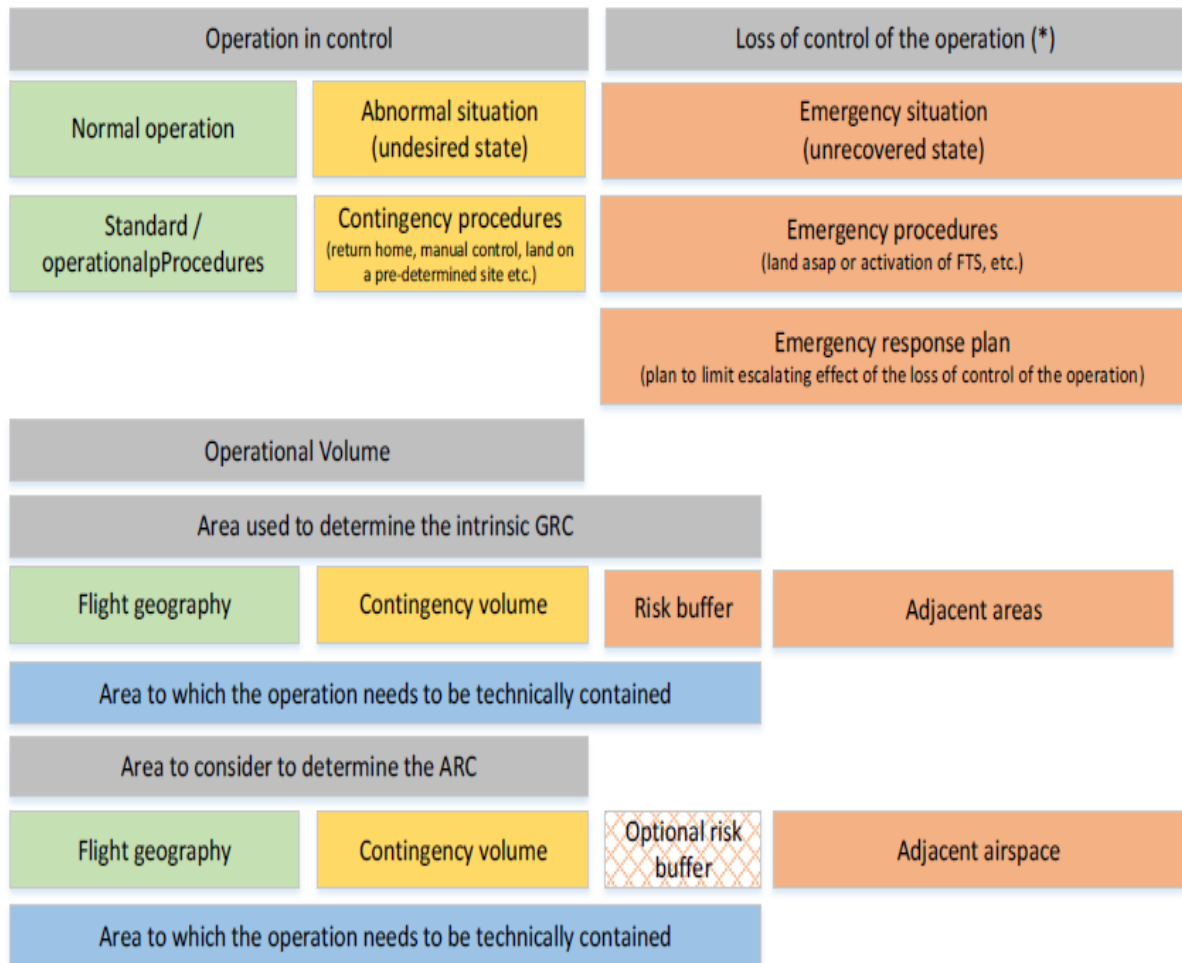 Operation in control
Loss of control of the operation (*)
Normal operation
Abnormal situation
(undesired state)
Emergency situation
(unrecovered state)
Standard /
operationalpProcedures
Contingency procedures
(return home, manual control, land on
a pre-determined site etc.)
Emergency procedures
(land asap or activation of FTS, etc.)
Emergency response plan
(plan to limit escalating effect of the loss of control of the operation)
Operational Volume
Area used to determine the intrinsic GRC
Flight geography
Contingency volume
Risk buffer
Adjacent areas
Area to which the operation needs to be technically contained
Area to consider to determine the ARC
Flight geography
Contingency volume
Optional risk
buffer
Adjacent airspace
Area to which the operation needs to be technically contained